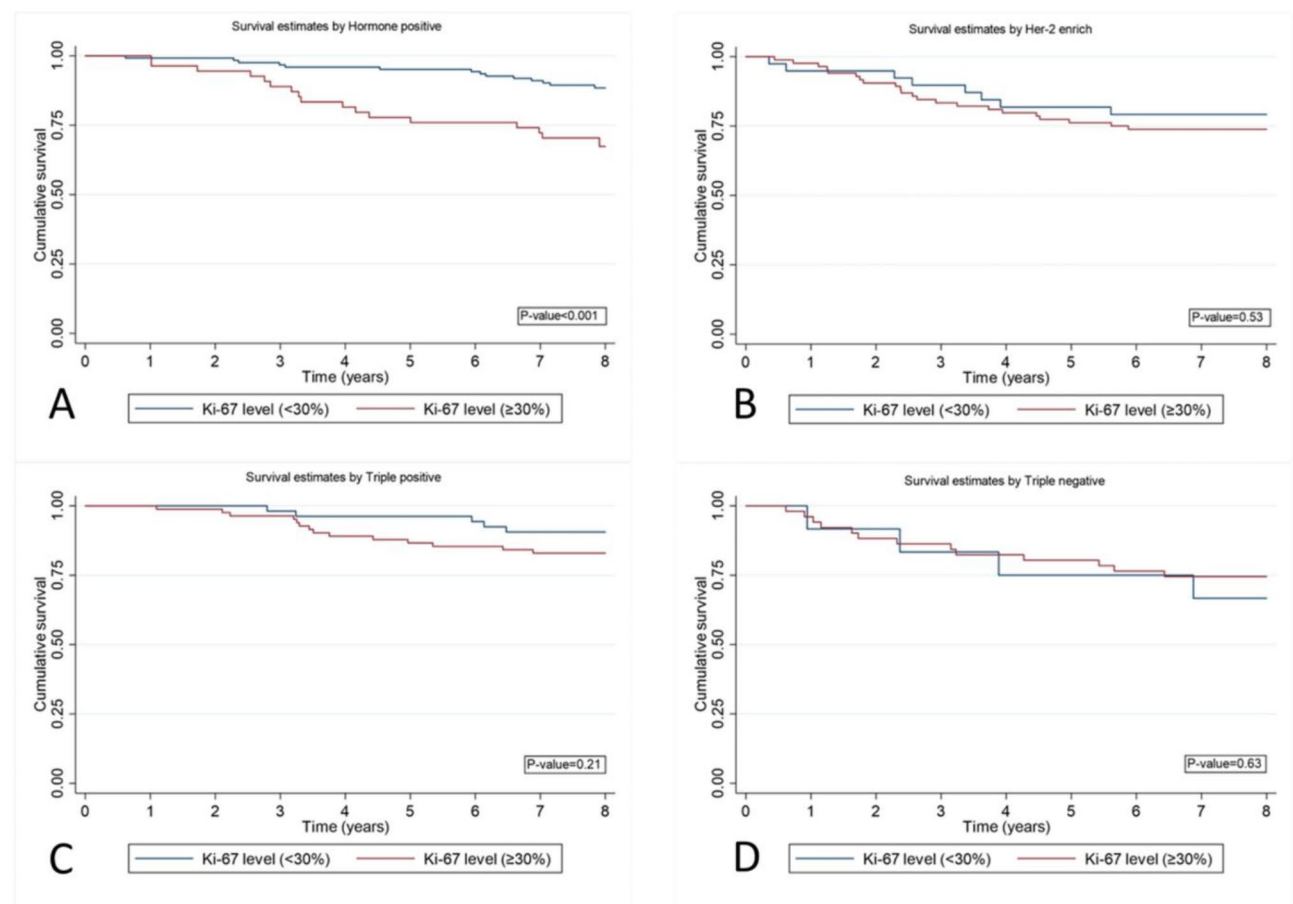 Survival estimates by Hormone positive
Cumulative survival
1.00
0.75
0.50
0.25
0.00
P-value<0.001
0 1 2 3 4 5 6 7 8
Time (years)
A
Ki-67 level (<30%) Ki-67 level (≥30%)
Survival estimates by Her-2 enrich
Cumulative survival
1.00
0.75
0.50
0.25
0.00
P-value=0.53
0 1 2 3 4 5 6 7 8
Time (years)
B
Ki-67 level (<30%) Ki-67 level (≥30%)
Survival estimates by Triple positive
Cumulative survival
1.00
0.75
0.50
0.25
0.00
P-value=0.21
0 1 2 3 4 5 6 7 8
Time (years)
C
Ki-67 level (<30%) Ki-67 level (≥30%)
Survival estimates by Triple negative
Cumulative survival
1.00
0.75
0.50
0.25
0.00
P-value=0.63
0 1 2 3 4 5 6 7 8
Time (years)
D
Ki-67 level (<30%) Ki-67 level (≥30%)